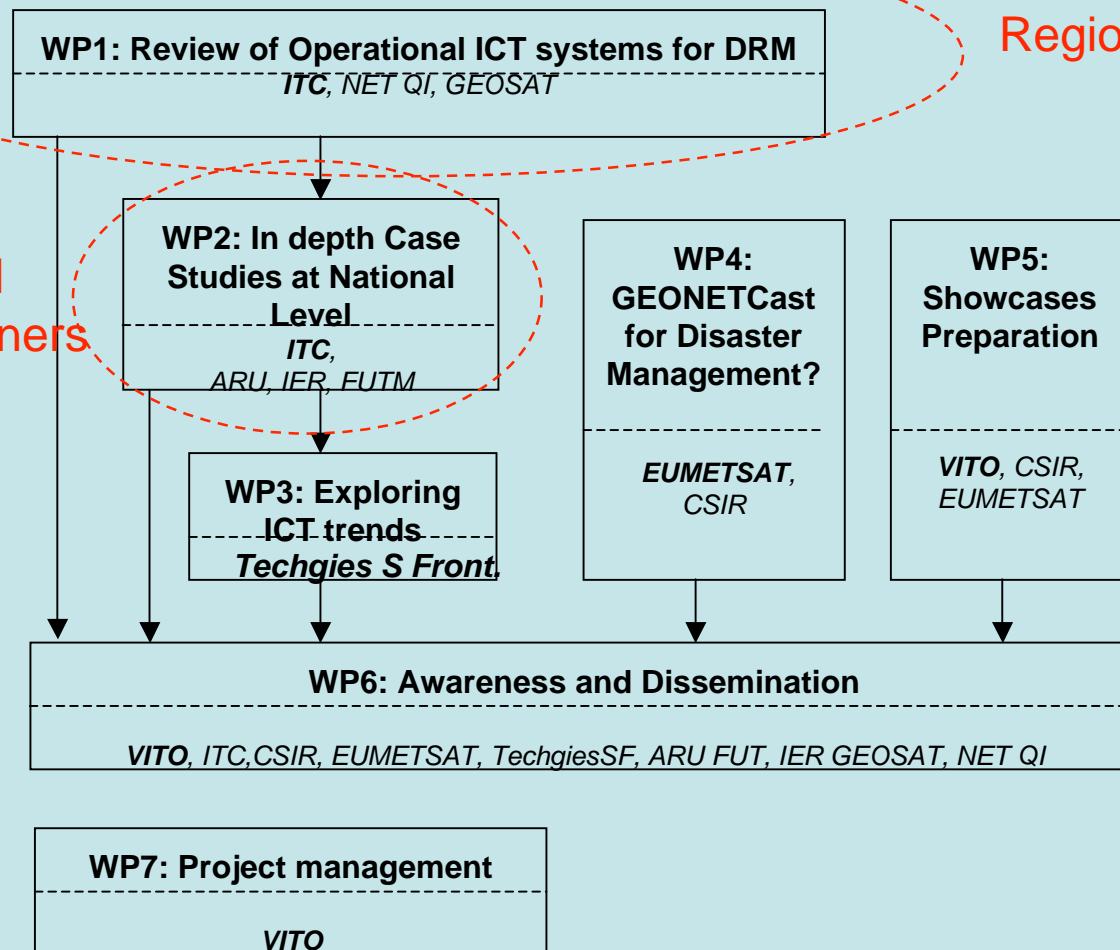 Regio
WP1: Review of Operational ICT systems for DRM
ITC, NET QI, GEOSAT
WP2: In depth Case
Studies at National
Level
ITC,
ARU, IER, FUTM
ners
WP3: Exploring
ICT trends
Techgies S Front.
WP4:
GEONETCast
for Disaster
Management?
EUMETSAT,
CSIR
WP5:
Showcases
Preparation
VITO, CSIR,
EUMETSAT
WP6: Awareness and Dissemination
VITO, ITC,CSIR, EUMETSAT, TechgiesSF, ARU FUT, IER GEOSAT, NET QI
WP7: Project management
VITO